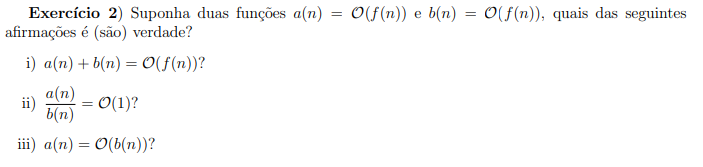 Exercício 2) Suponha duas funções a(n) = O(f(n)) e b(n) = O(f(n)), quais das seguintes
afirmações é (são) verdade?
i) a(n) + b(n) = O(f(n))?
ii) a(n)/b(n) = O(1)?
iii) a(n) = O(b(n))?